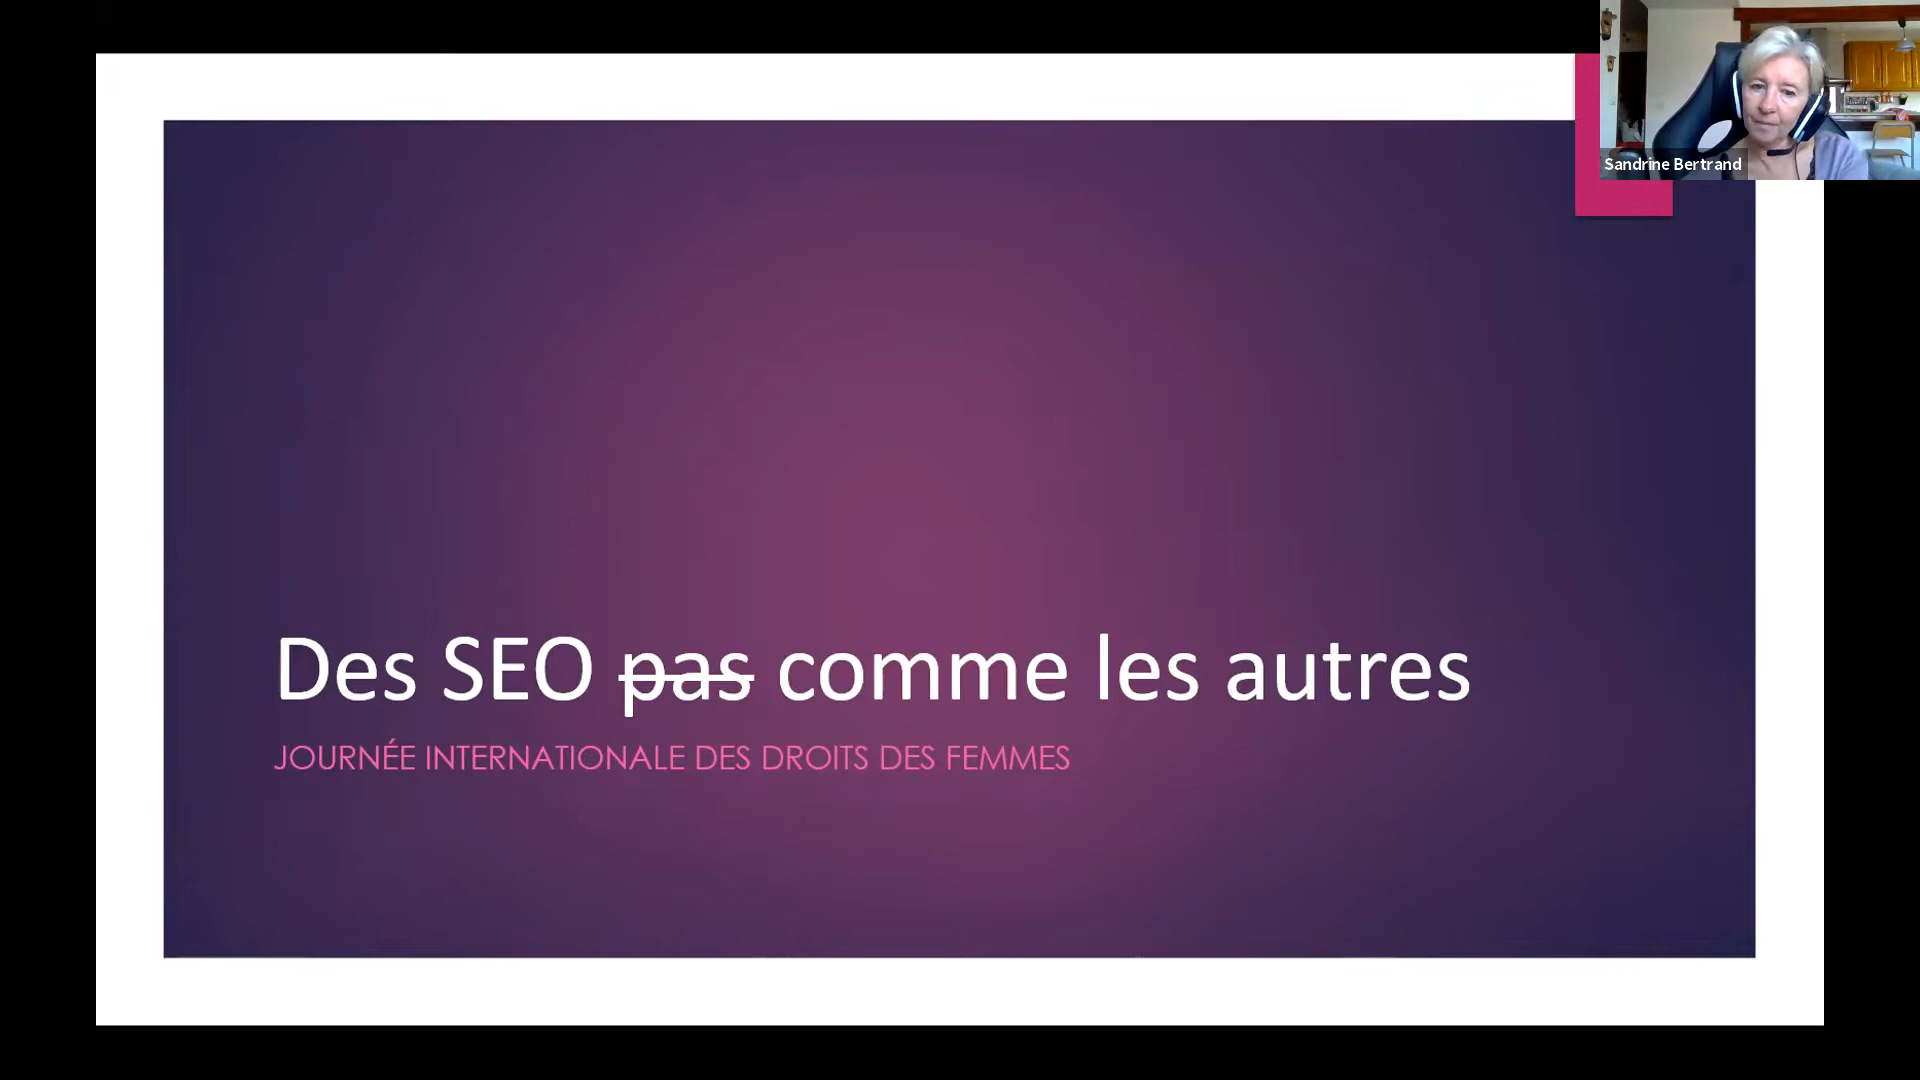 Sandrine Bertrand
Des SEO pas comme les autres
JOURNÉE INTERNATIONALE DES DROITS DES FEMMES